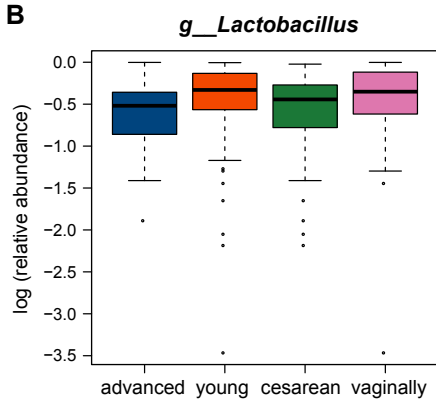 B
g__Lactobacillus
log (relative abundance)
0.0
−0.5
−1.0
−1.5
−2.0
−2.5
−3.0
−3.5
advanced young cesarean vaginally